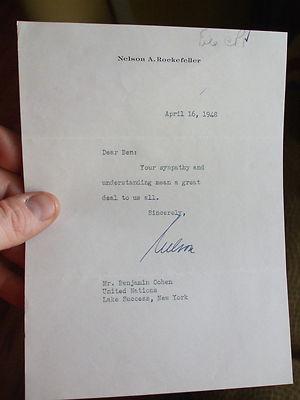 Nelson A. Rockefeller
April 16, 1948
Dear Ben:
Your sympathy and
understanding mean a great
deal to us all.
Sincerely,
Nelson
Mr. Benjamin Cohen
United Nations
Lake Success, New York